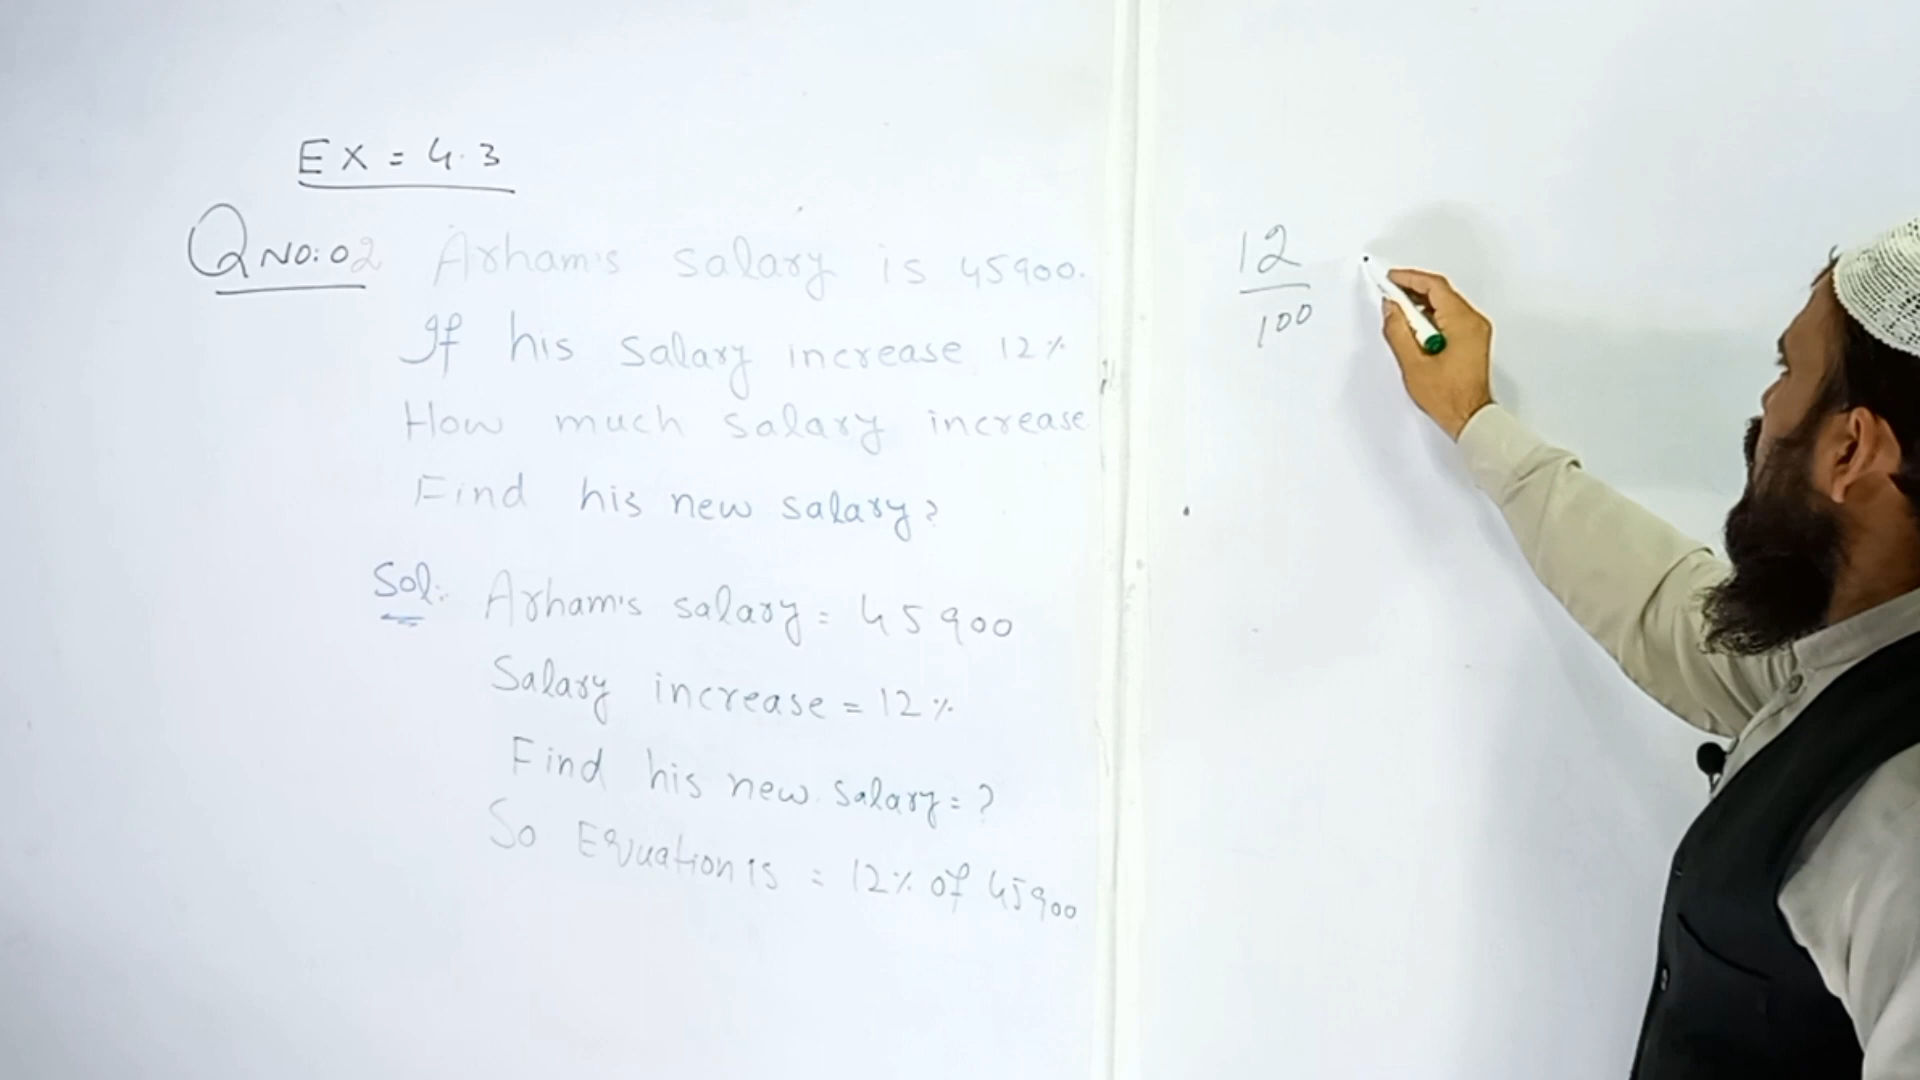 EX = 4.3
Q NO: 02 Arham's salary is 45900.
If his salary increase 12%
How much salary increase
Find his new salary?
Sol: Arham's salary = 45900
Salary increase = 12%
Find his new salary = ?
So Equation is = 12% of 45900
12
100